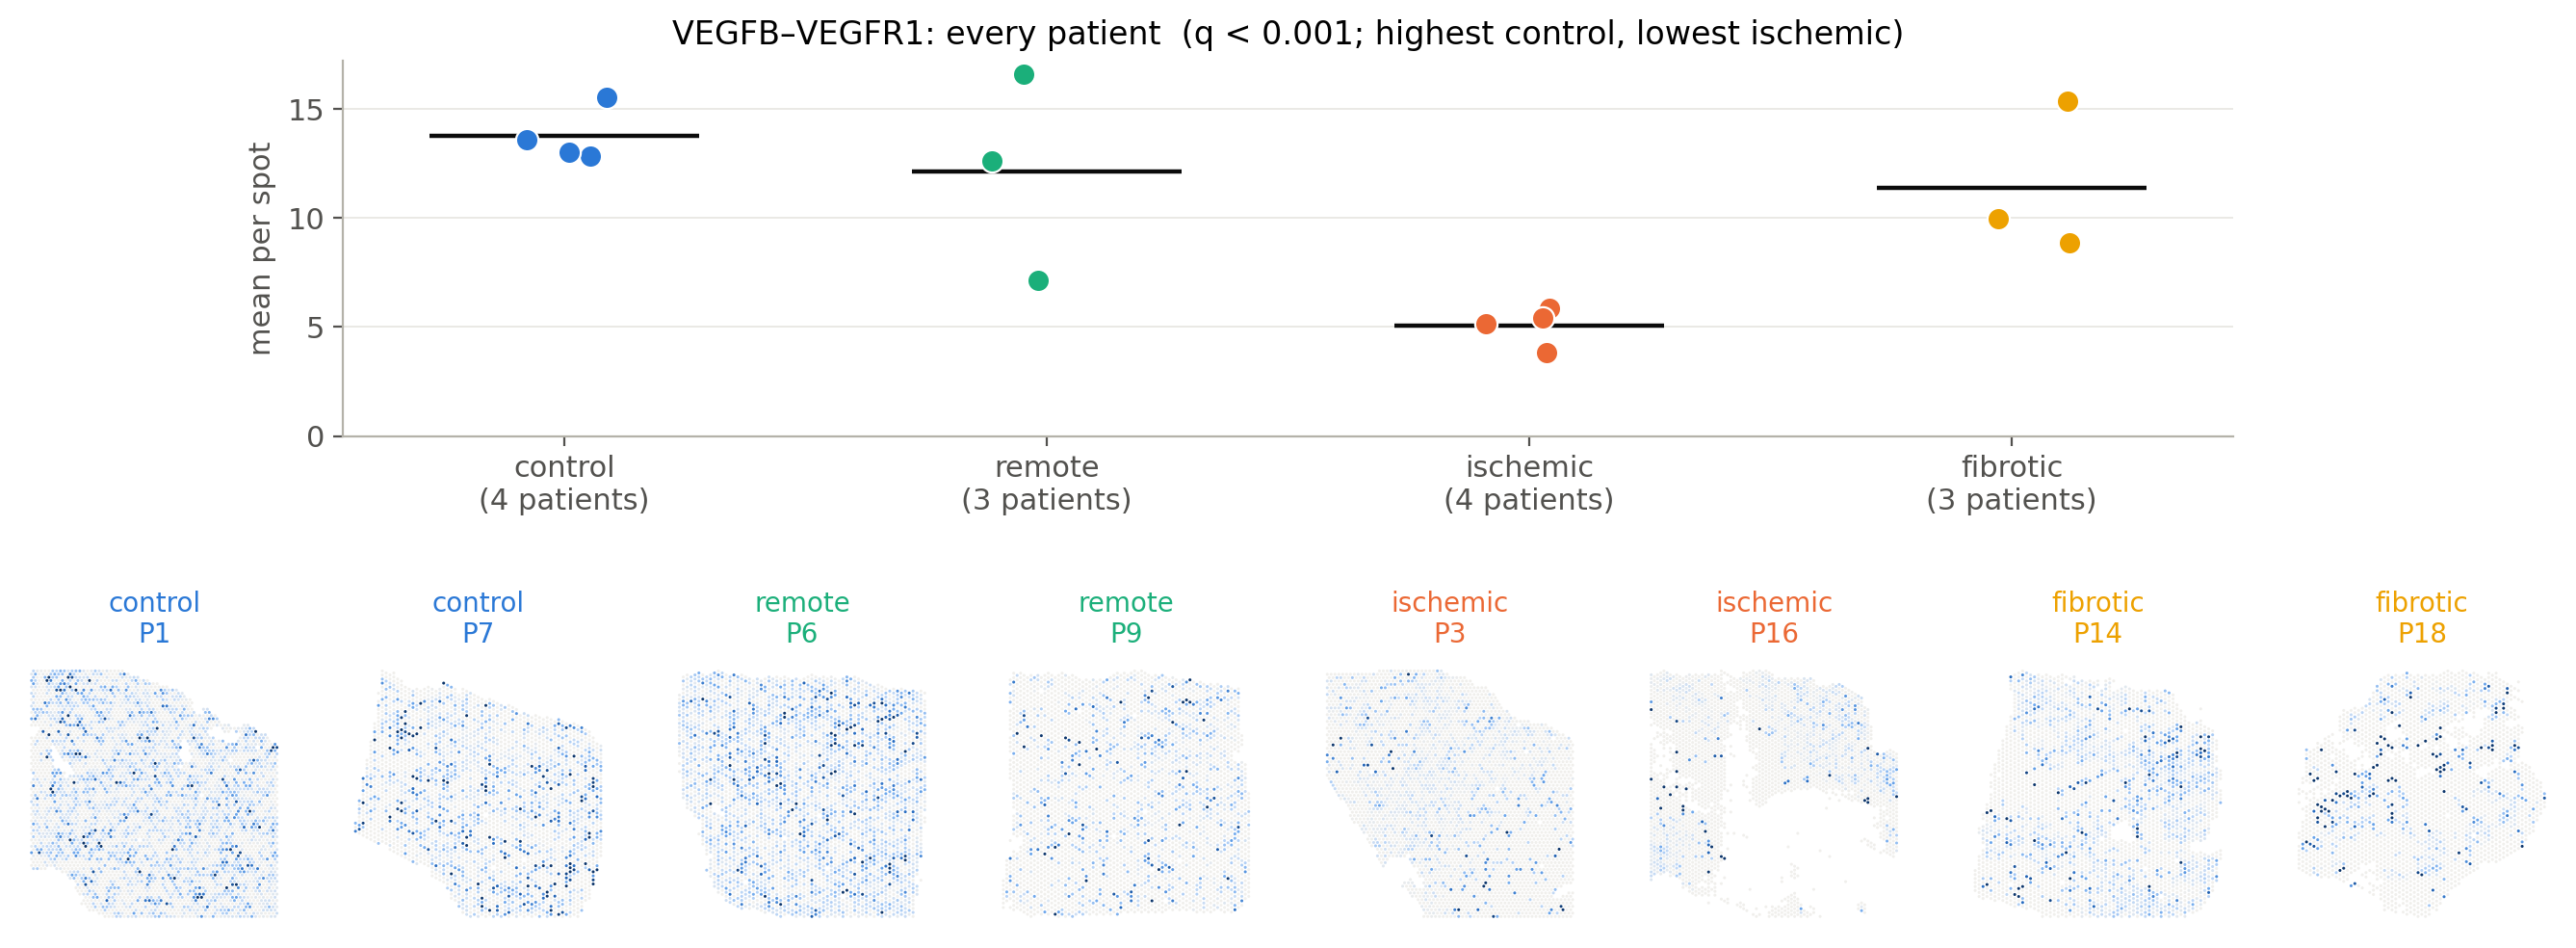 VEGFB–VEGFR1: every patient  (q < 0.001; highest control, lowest ischemic)
mean per spot
15
10
5
0
control
(4 patients)
remote
(3 patients)
ischemic
(4 patients)
fibrotic
(3 patients)
control
P1
control
P7
remote
P6
remote
P9
ischemic
P3
ischemic
P16
fibrotic
P14
fibrotic
P18